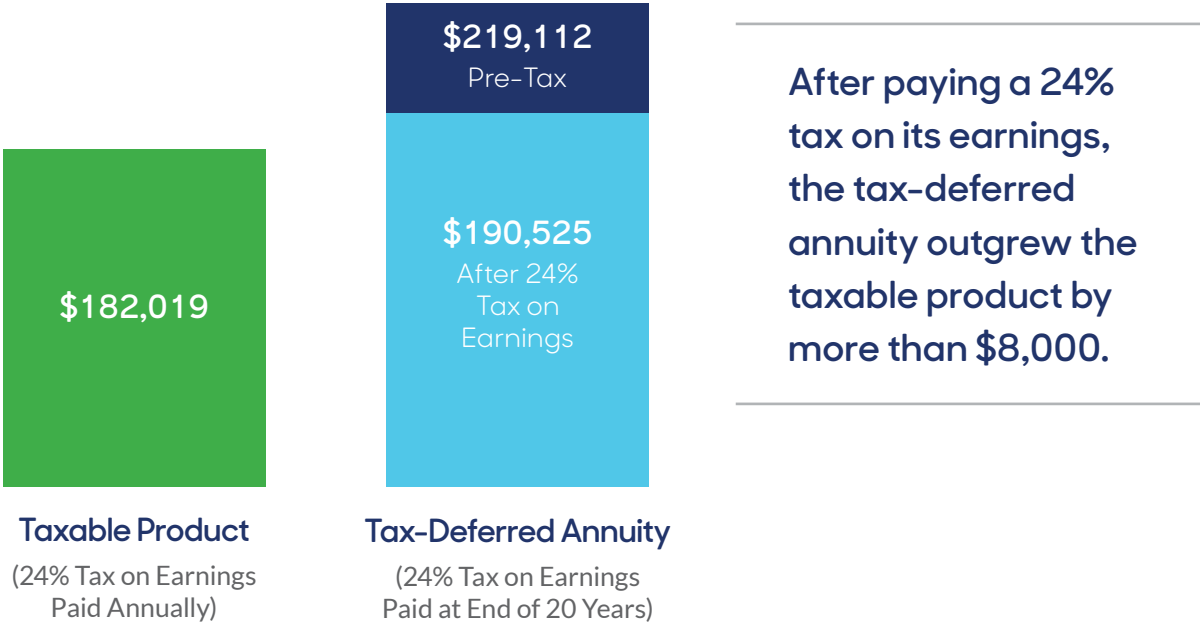 $182,019
Taxable Product
(24% Tax on Earnings
Paid Annually)
$219,112
Pre-Tax
$190,525
After 24%
Tax on
Earnings
Tax-Deferred Annuity
(24% Tax on Earnings
Paid at End of 20 Years)
After paying a 24%
tax on its earnings,
the tax-deferred
annuity outgrew the
taxable product by
more than $8,000.